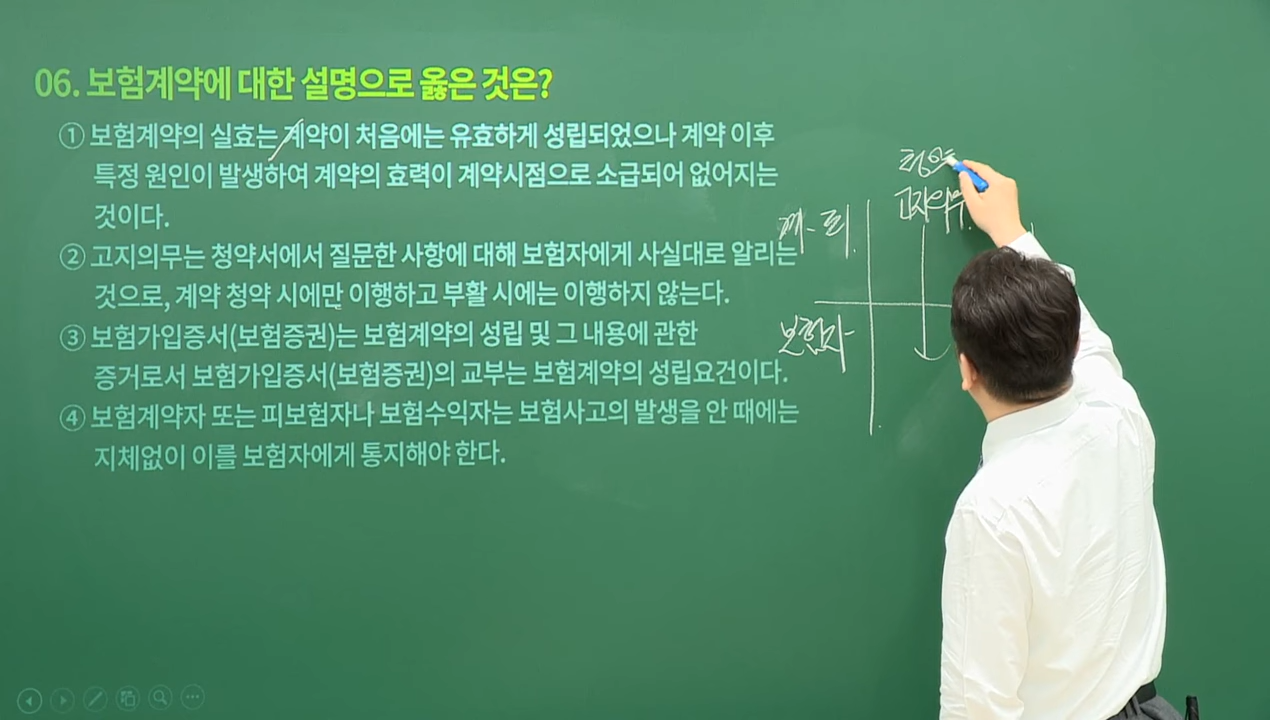 06. 보험계약에 대한 설명으로 옳은 것은?
① 보험계약의 실효는 계약이 처음에는 유효하게 성립되었으나 계약 이후
특정 원인이 발생하여 계약의 효력이 계약시점으로 소급되어 없어지는
것이다.
② 고지의무는 청약서에서 질문한 사항에 대해 보험자에게 사실대로 알리는
것으로, 계약 청약 시에만 이행하고 부활 시에는 이행하지 않는다.
③ 보험가입증서(보험증권)는 보험계약의 성립 및 그 내용에 관한
증거로서 보험가입증서(보험증권)의 교부는 보험계약의 성립요건이다.
④ 보험계약자 또는 피보험자나 보험수익자는 보험사고의 발생을 안 때에는
지체없이 이를 보험자에게 통지해야 한다.
청약
고지의무
계·피
보험자